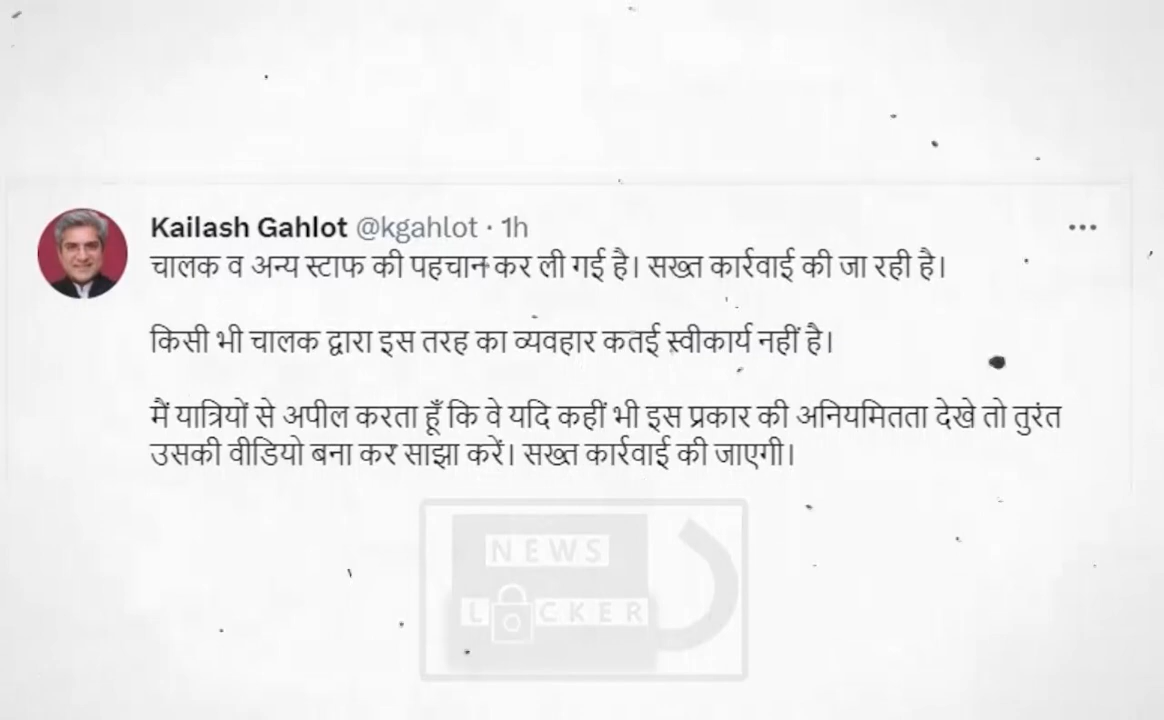 Kailash Gahlot @kgahlot · 1h
चालक व अन्य स्टाफ की पहचान कर ली गई है। सख्त कार्रवाई की जा रही है।
किसी भी चालक द्वारा इस तरह का व्यवहार कतई स्वीकार्य नहीं है।
मैं यात्रियों से अपील करता हूँ कि वे यदि कहीं भी इस प्रकार की अनियमितता देखे तो तुरंत
उसकी वीडियो बना कर साझा करें। सख्त कार्रवाई की जाएगी।
NEWS
LOCKER